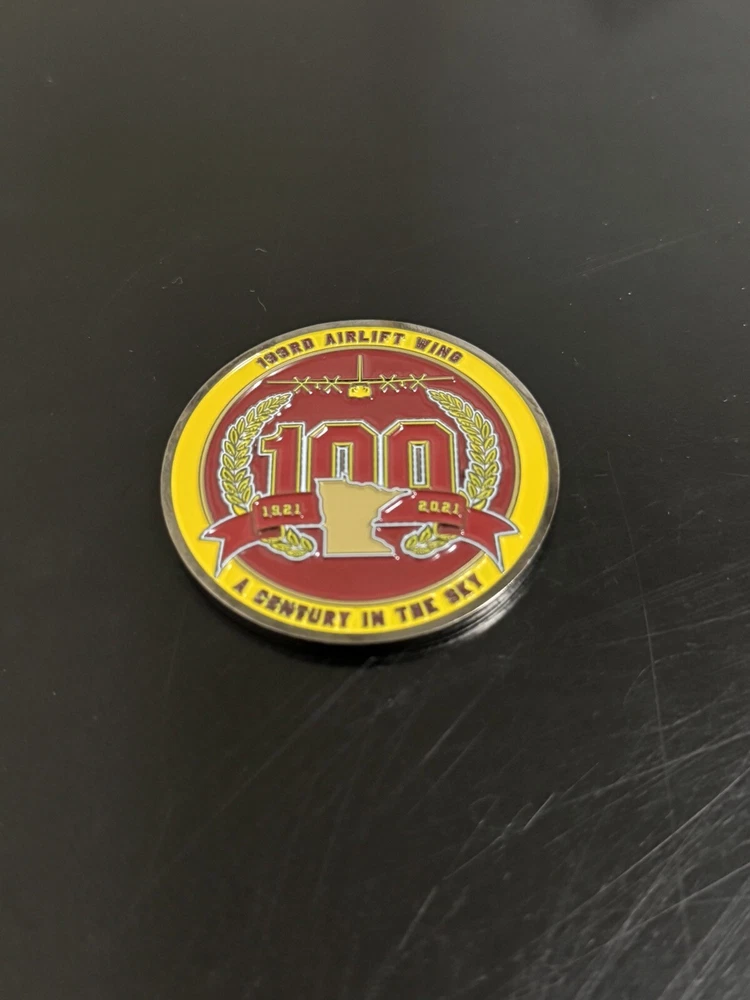 133RD AIRLIFT WING
100
1921 2021
A CENTURY IN THE SKY